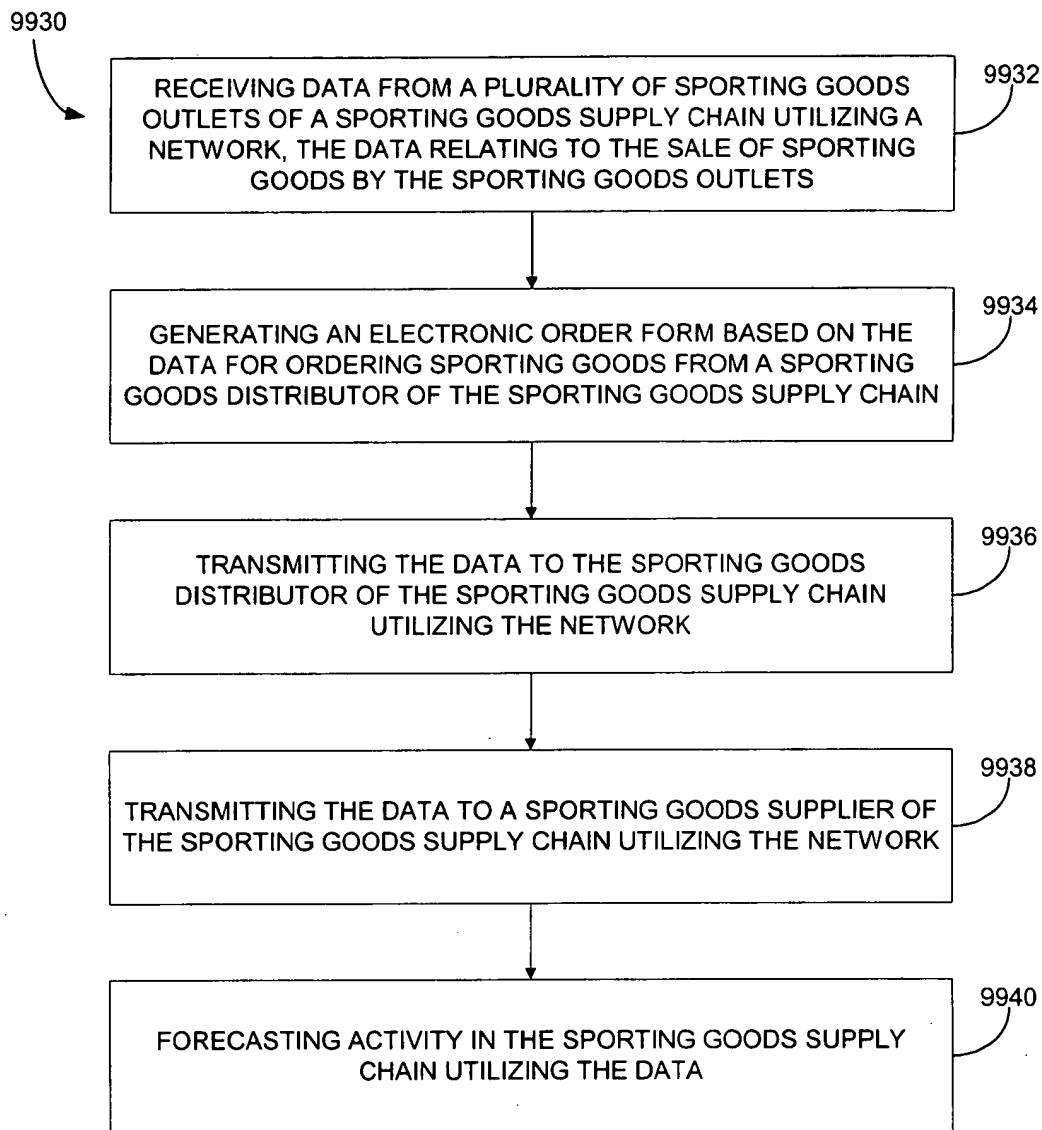 9930
RECEIVING DATA FROM A PLURALITY OF SPORTING GOODS
OUTLETS OF A SPORTING GOODS SUPPLY CHAIN UTILIZING A
NETWORK, THE DATA RELATING TO THE SALE OF SPORTING
GOODS BY THE SPORTING GOODS OUTLETS
9932
GENERATING AN ELECTRONIC ORDER FORM BASED ON THE
DATA FOR ORDERING SPORTING GOODS FROM A SPORTING
GOODS DISTRIBUTOR OF THE SPORTING GOODS SUPPLY CHAIN
9934
TRANSMITTING THE DATA TO THE SPORTING GOODS
DISTRIBUTOR OF THE SPORTING GOODS SUPPLY CHAIN
UTILIZING THE NETWORK
9936
TRANSMITTING THE DATA TO A SPORTING GOODS SUPPLIER OF
THE SPORTING GOODS SUPPLY CHAIN UTILIZING THE NETWORK
9938
FORECASTING ACTIVITY IN THE SPORTING GOODS SUPPLY
CHAIN UTILIZING THE DATA
9940